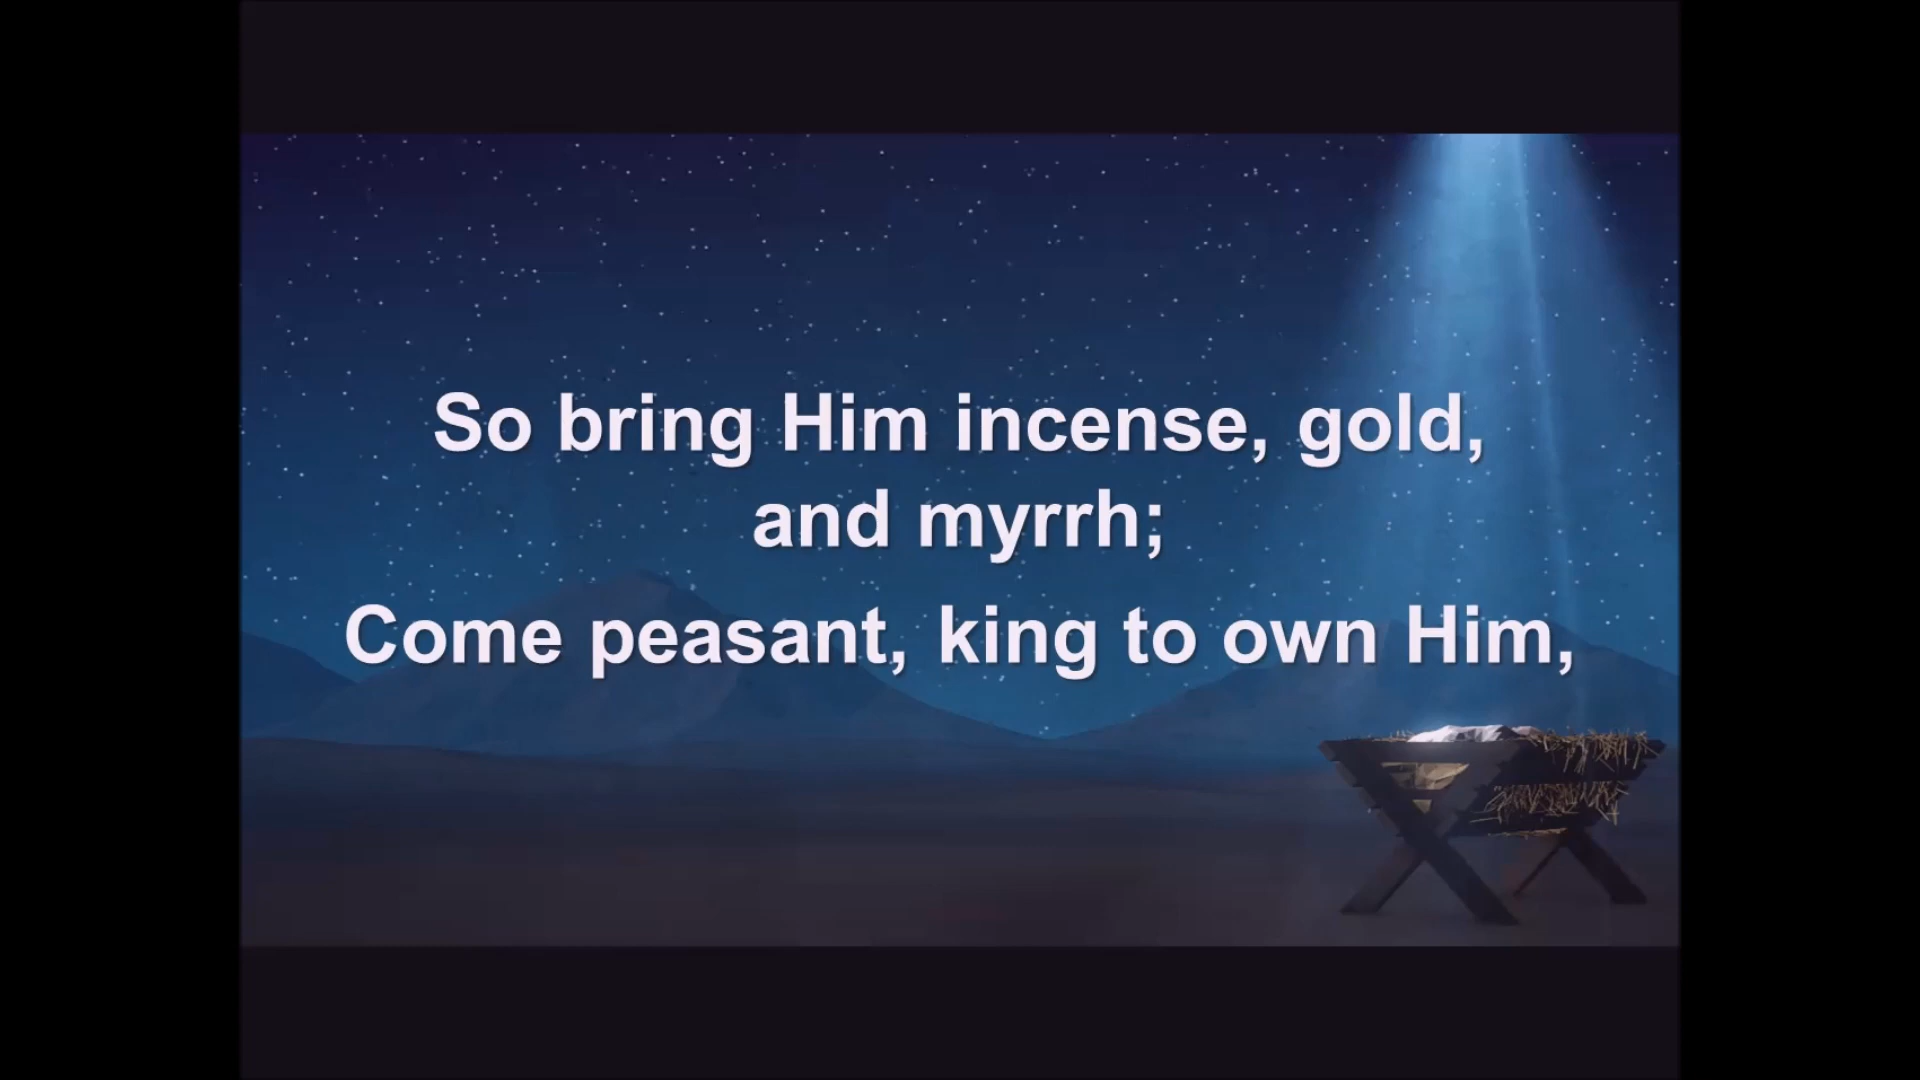 So bring Him incense, gold,
and myrrh;
Come peasant, king to own Him,